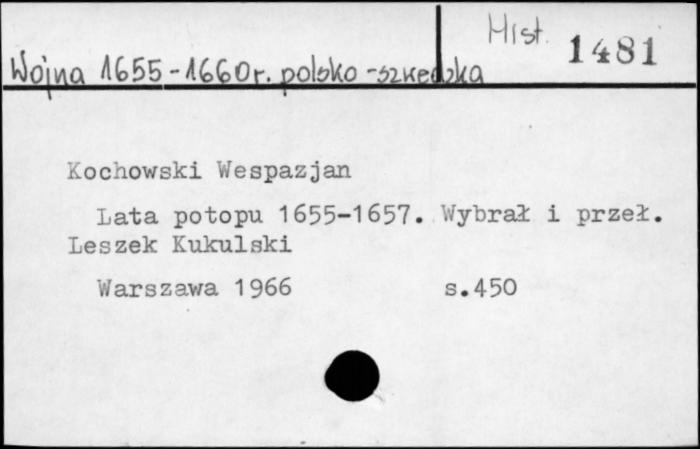 Hist. 1481
Wojna 1655-1660r. polsko-szwedzka
Kochowski Wespazjan
Lata potopu 1655-1657. Wybrał i przeł.
Leszek Kukulski
Warszawa 1966 s.450